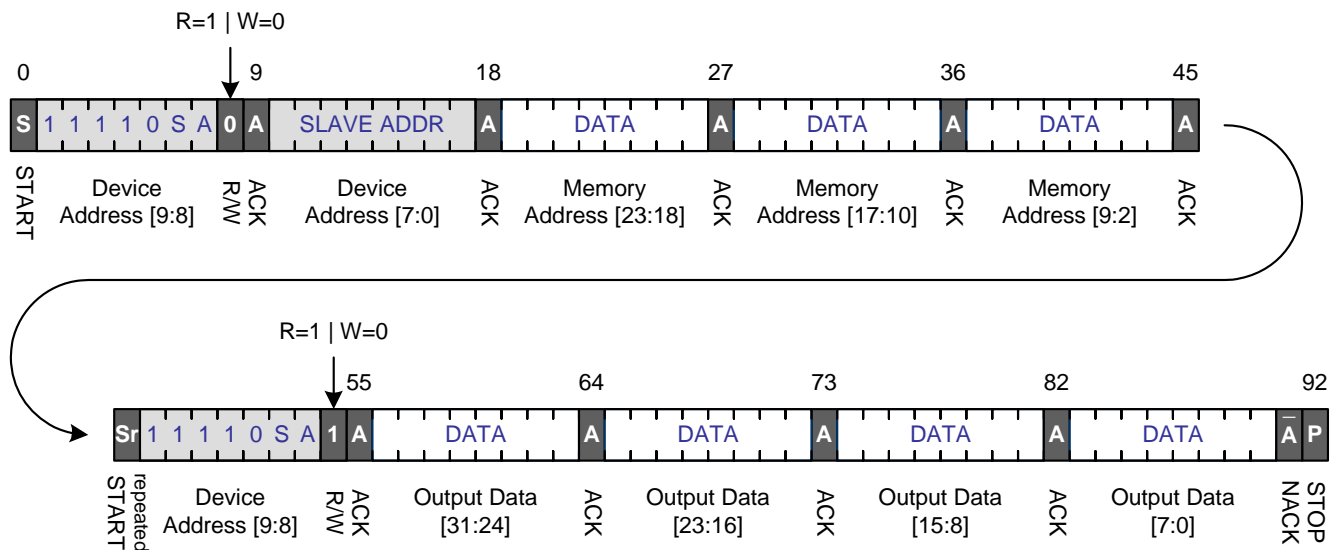 R=1 | W=0
0 9 18 27 36 45
S 1 1 1 1 0 S A 0 A SLAVE ADDR A DATA A DATA A DATA A
START Device Address [9:8] R/W ACK Device Address [7:0] ACK Memory Address [23:18] ACK Memory Address [17:10] ACK Memory Address [9:2] ACK
R=1 | W=0
55 64 73 82 92
Sr 1 1 1 1 0 S A 1 A DATA A DATA A DATA A DATA A̅ P
repeated START Device Address [9:8] R/W ACK Output Data [31:24] ACK Output Data [23:16] ACK Output Data [15:8] ACK Output Data [7:0] NACK STOP